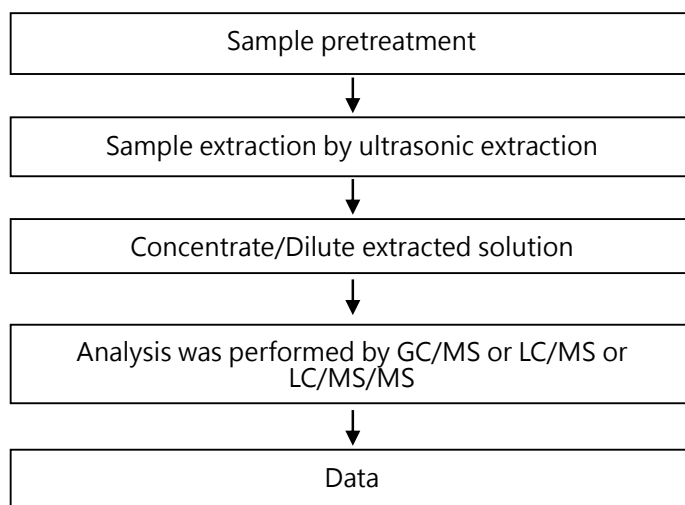 Sample pretreatment
Sample extraction by ultrasonic extraction
Concentrate/Dilute extracted solution
Analysis was performed by GC/MS or LC/MS or
LC/MS/MS
Data